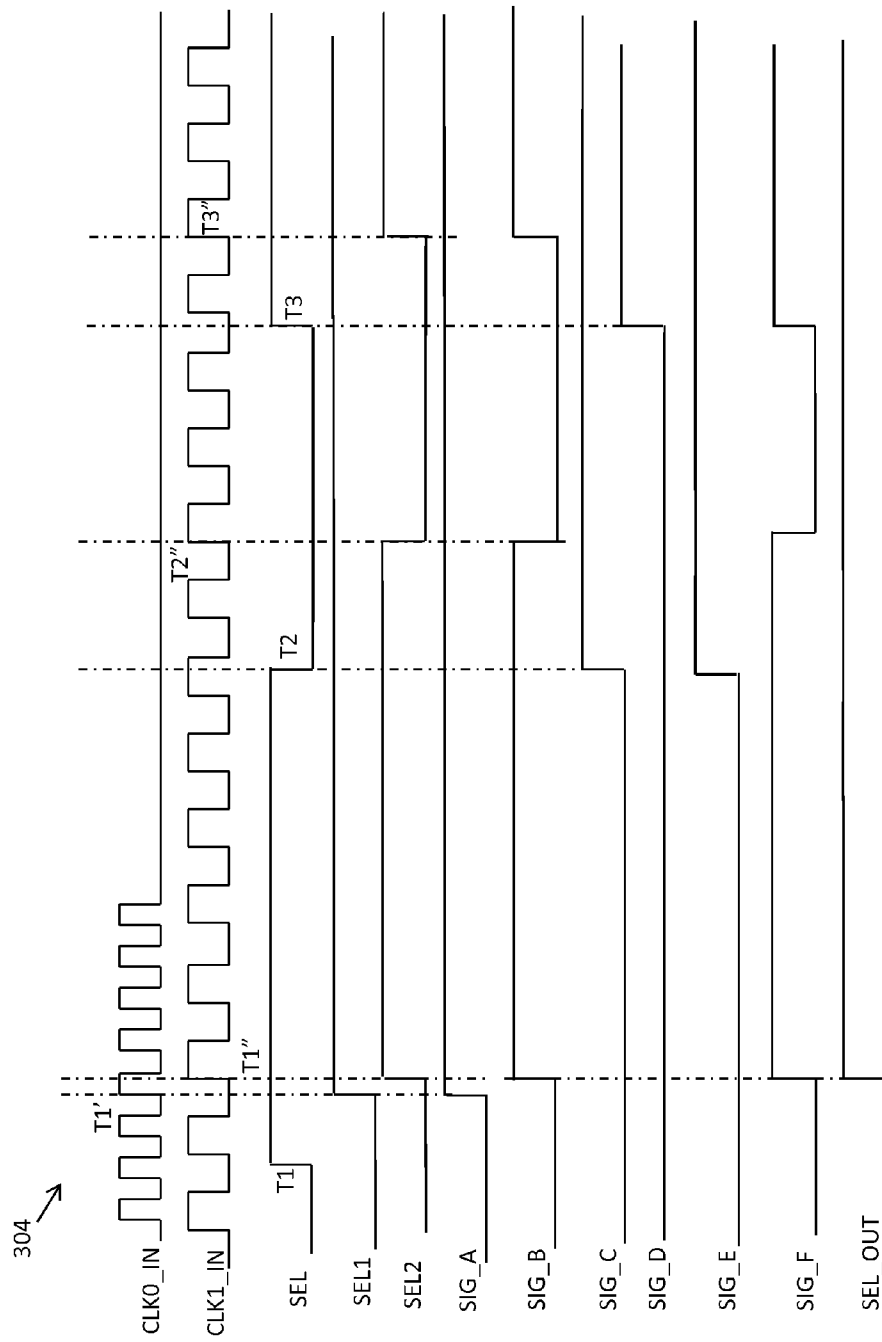 304
CLK0_IN
T1'
CLK1_IN
T1"
T2"
T3"
SEL
T1
T2
T3
SEL1
SEL2
SIG_A
SIG_B
SIG_C
SIG_D
SIG_E
SIG_F
SEL_OUT